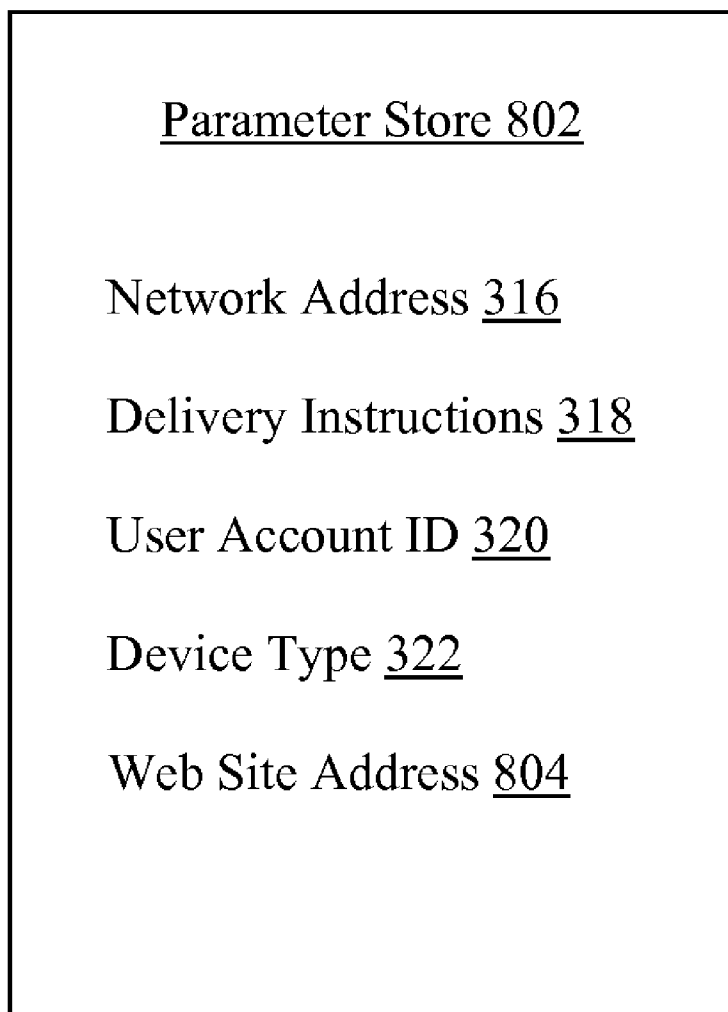 Parameter Store 802
Network Address 316
Delivery Instructions 318
User Account ID 320
Device Type 322
Web Site Address 804